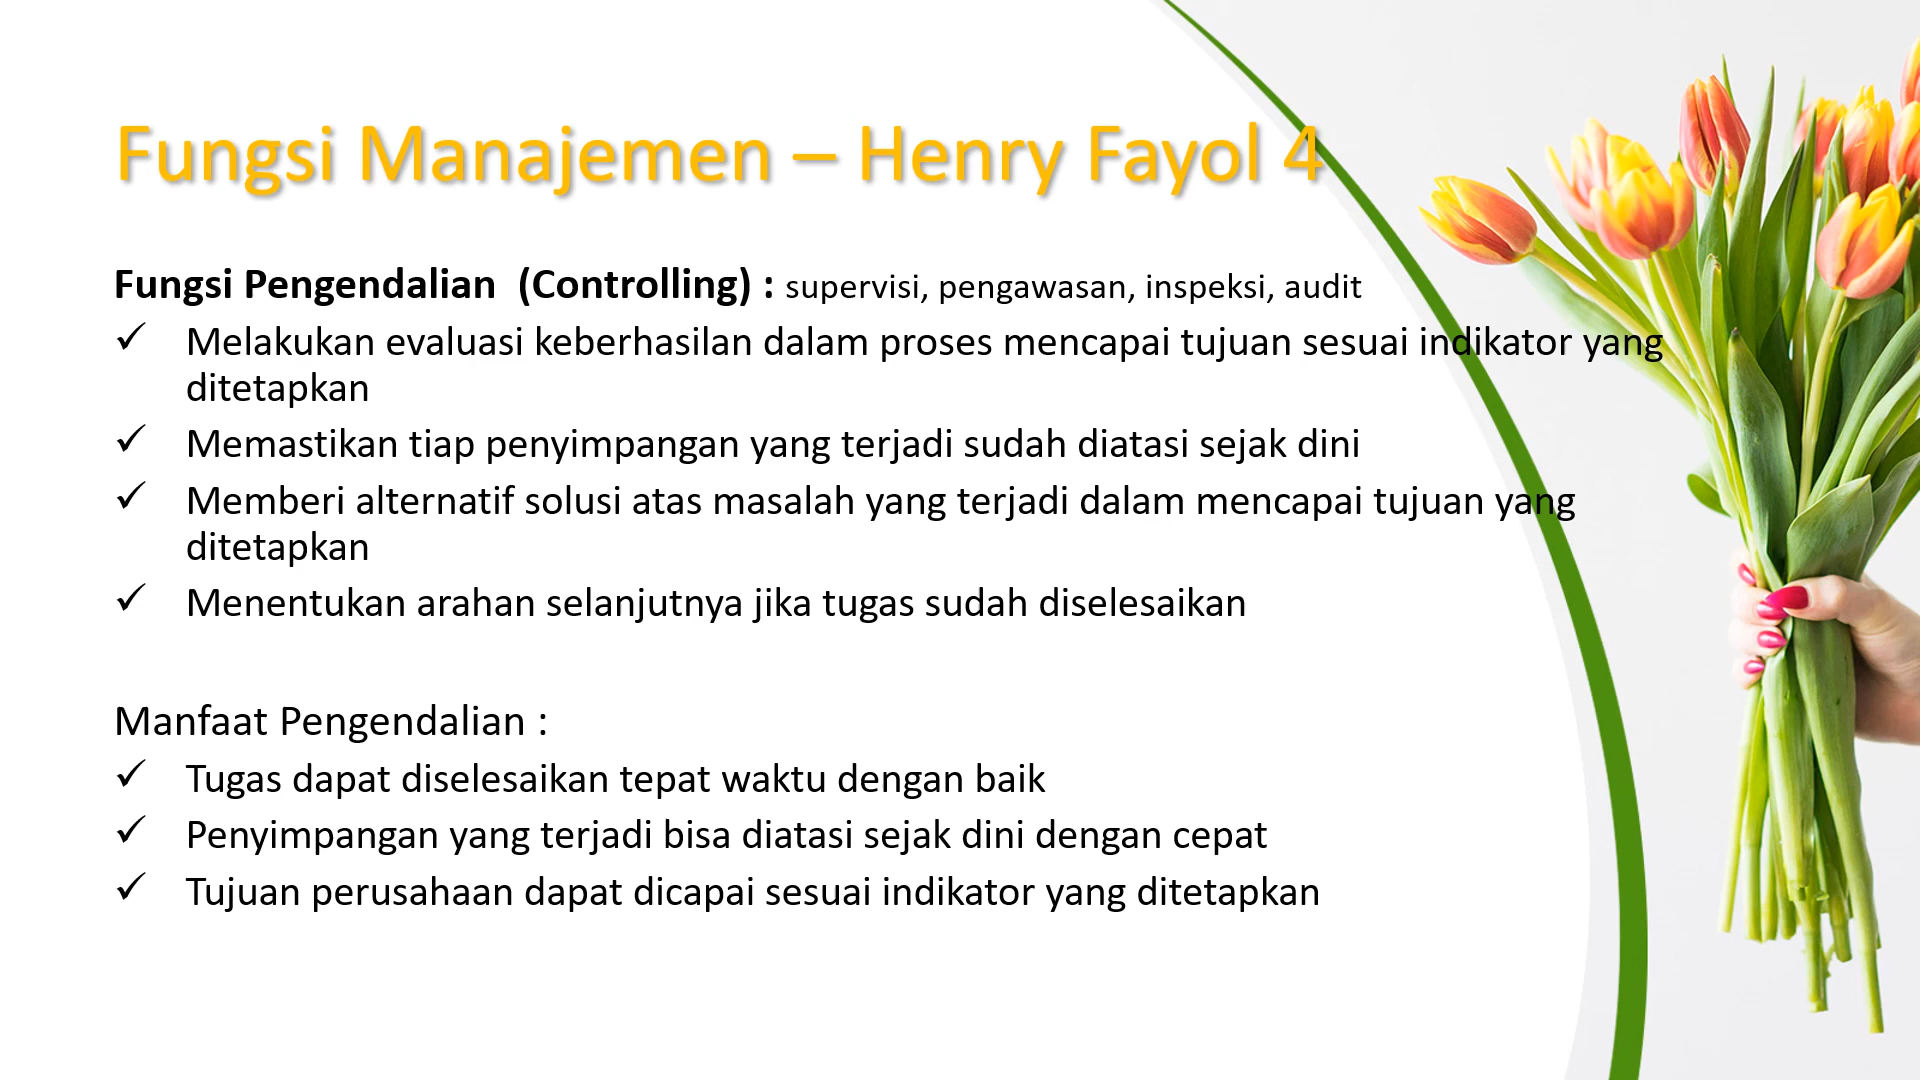 Fungsi Manajemen – Henry Fayol 4
Fungsi Pengendalian  (Controlling) : supervisi, pengawasan, inspeksi, audit
✓ Melakukan evaluasi keberhasilan dalam proses mencapai tujuan sesuai indikator yang
ditetapkan
✓ Memastikan tiap penyimpangan yang terjadi sudah diatasi sejak dini
✓ Memberi alternatif solusi atas masalah yang terjadi dalam mencapai tujuan yang
ditetapkan
✓ Menentukan arahan selanjutnya jika tugas sudah diselesaikan
Manfaat Pengendalian :
✓ Tugas dapat diselesaikan tepat waktu dengan baik
✓ Penyimpangan yang terjadi bisa diatasi sejak dini dengan cepat
✓ Tujuan perusahaan dapat dicapai sesuai indikator yang ditetapkan